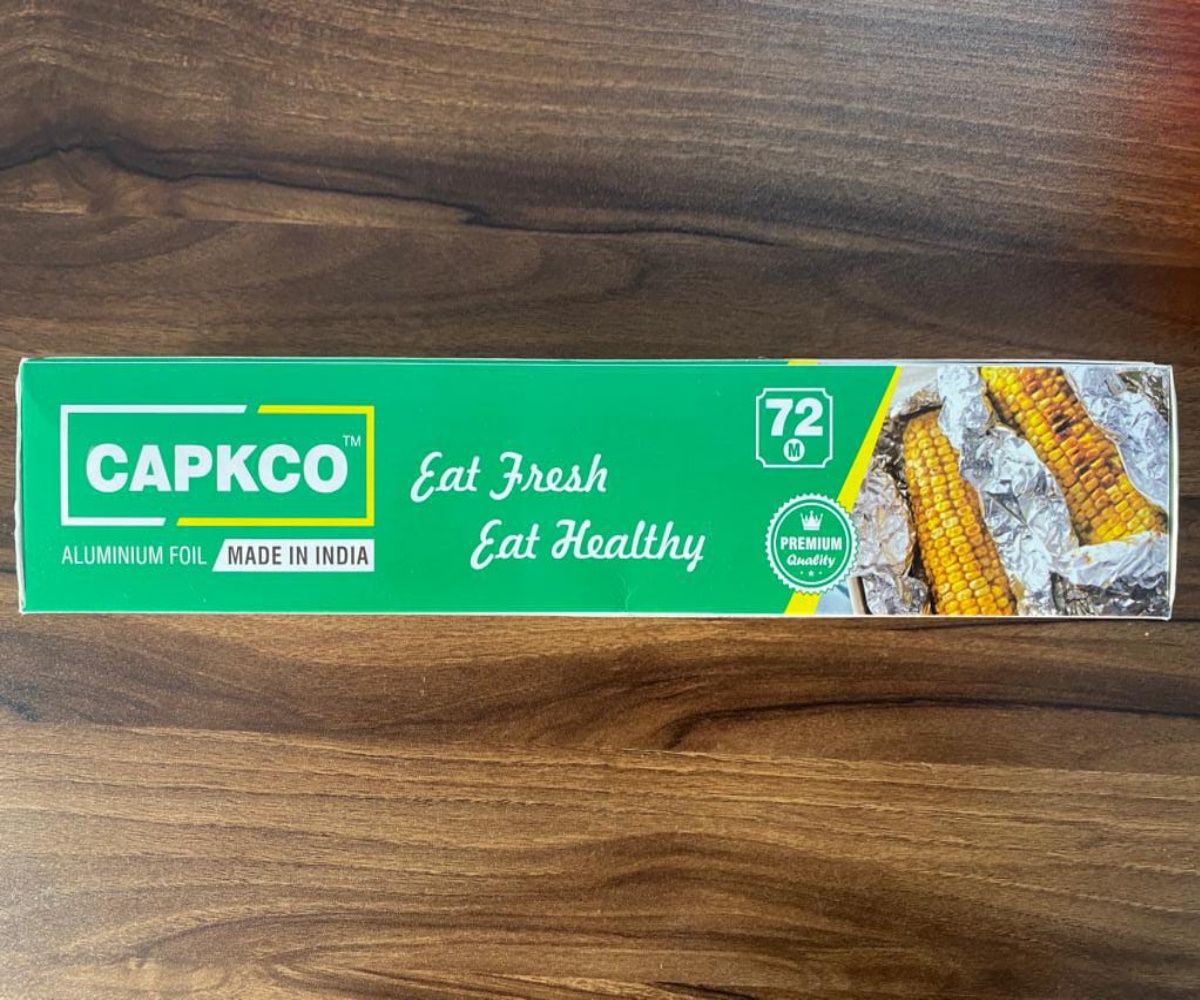 CAPKCO™
ALUMINIUM FOIL MADE IN INDIA
Eat Fresh
Eat Healthy
72
M
PREMIUM
Quality